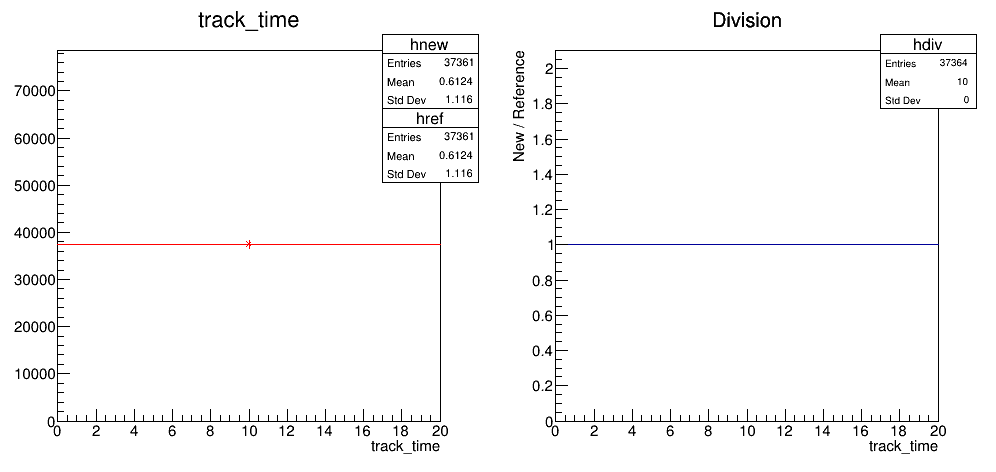 track_time
hnew
Entries 37361
Mean 0.6124
Std Dev 1.116
href
Entries 37361
Mean 0.6124
Std Dev 1.116
70000
60000
50000
40000
30000
20000
10000
0
0 2 4 6 8 10 12 14 16 18 20
track_time
Division
hdiv
Entries 37364
Mean 10
Std Dev 0
New / Reference
2
1.8
1.6
1.4
1.2
1
0.8
0.6
0.4
0.2
0
0 2 4 6 8 10 12 14 16 18 20
track_time